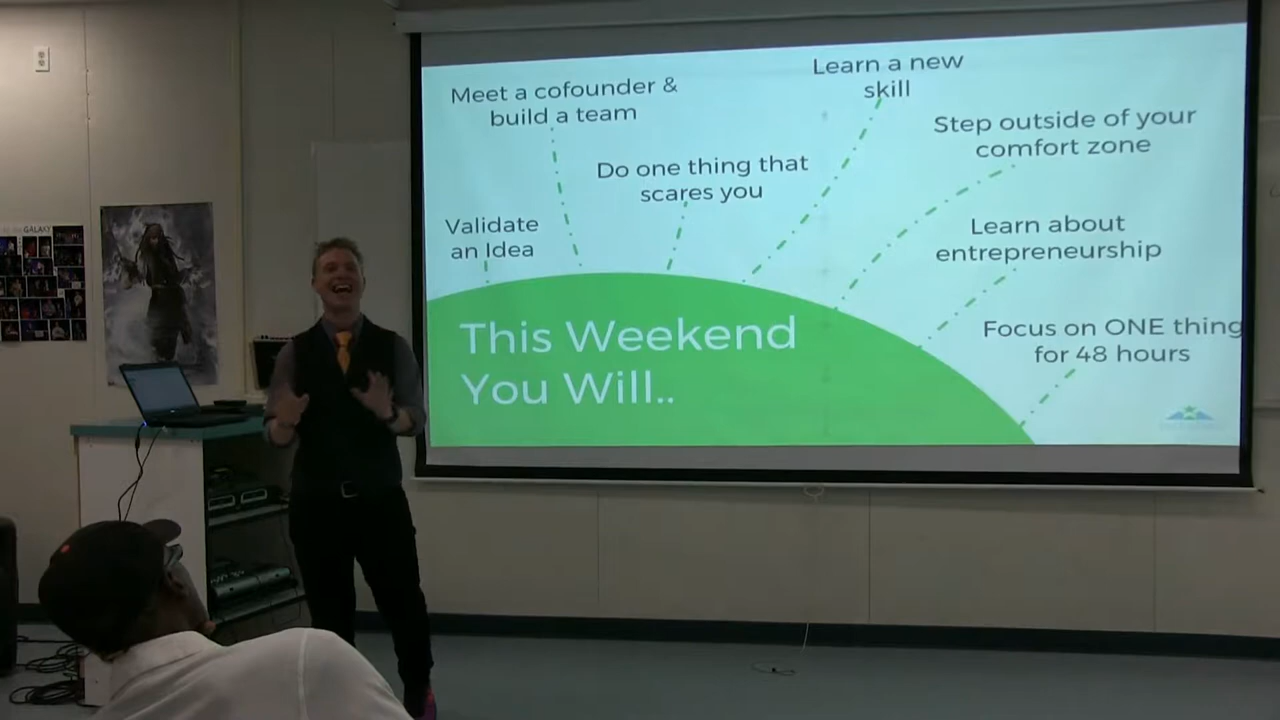 Meet a cofounder &
build a team
Learn a new
skill
Step outside of your
comfort zone
Do one thing that
scares you
Validate
an Idea
Learn about
entrepreneurship
Focus on ONE thing
for 48 hours
This Weekend
You Will..
GALAXY